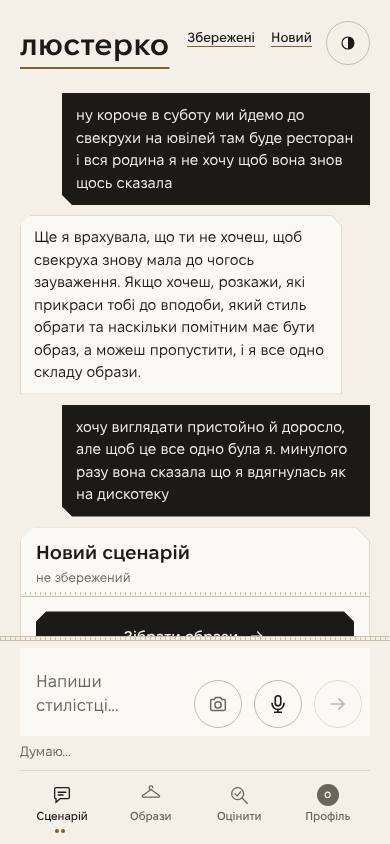 люстерко
Збережені
Новий
ну короче в суботу ми йдемо до
свекрухи на ювілей там буде ресторан
і вся родина я не хочу щоб вона знов
щось сказала
Ще я врахувала, що ти не хочеш, щоб
свекруха знову мала до чогось
зауваження. Якщо хочеш, розкажи, які
прикраси тобі до вподоби, який стиль
обрати та наскільки помітним має бути
образ, а можеш пропустити, і я все одно
складу образи.
хочу виглядати пристойно й доросло,
але щоб це все одно була я. минулого
разу вона сказала що я вдягнулась як
на дискотеку
Новий сценарій
не збережений
Зібрати образи →
Напиши
стилістці...
Думаю...
Сценарій
Образи
Оцінити
О
Профіль